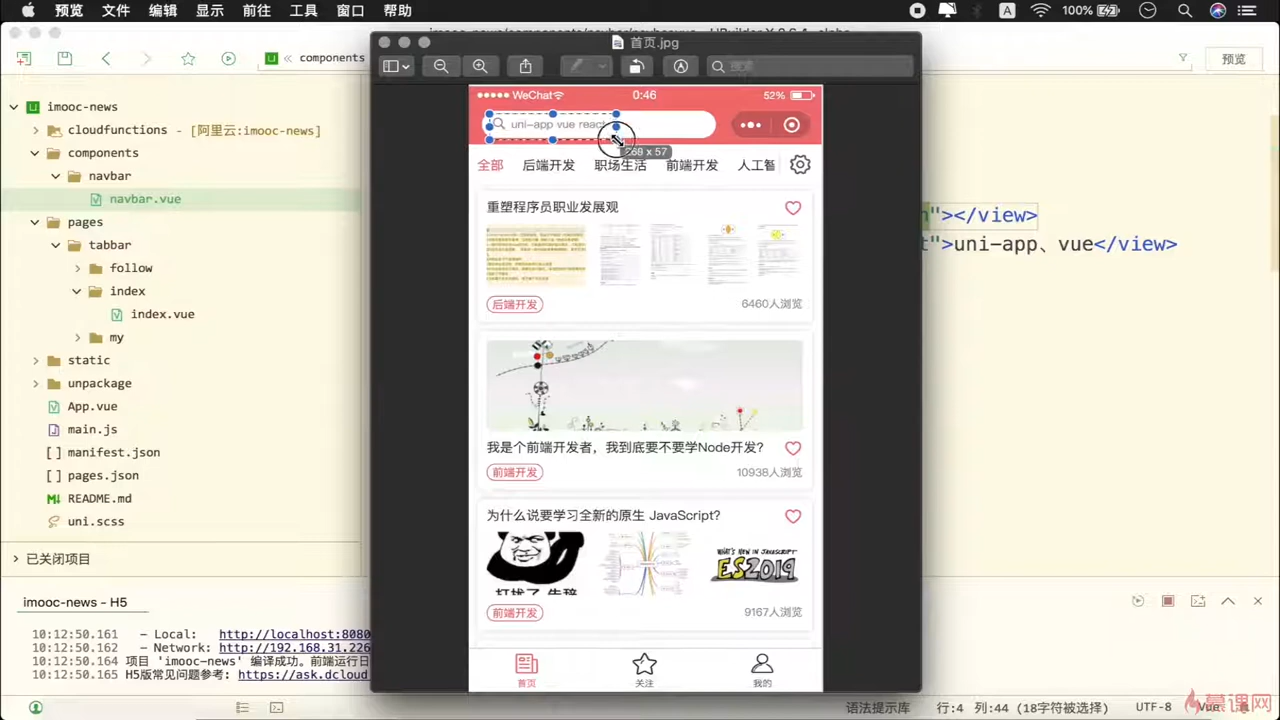 预览 文件 编辑 显示 前往 工具 窗口 帮助
A 100%
首页.jpg
« components
搜索
预览
imooc-news
cloudfunctions - [阿里云:imooc-news]
components
navbar
navbar.vue
pages
tabbar
follow
index
index.vue
my
static
unpackage
App.vue
main.js
manifest.json
pages.json
README.md
uni.scss
已关闭项目
WeChat 0:46 52%
uni-app vue react
268 x 57
全部 后端开发 职场生活 前端开发 人工智
重塑程序员职业发展观
后端开发 6460人浏览
我是个前端开发者，我到底要不要学Node开发?
前端开发 10938人浏览
为什么说要学习全新的原生 JavaScript?
WHAT'S NEW IN JAVASCRIPT
ES2019
打扰了 告辞
前端开发 9167人浏览
首页 关注 我的
"></view>
t">uni-app、vue</view>
imooc-news - H5
10:12:50.161 - Local: http://localhost:8080
10:12:50.162 - Network: http://192.168.31.226
10:12:50.164 项目 'imooc-news' 编译成功。前端运行日
10:12:50.165 H5版常见问题参考: https://ask.dcloud
语法提示库 行:4 列:44 (18字符被选择) UTF-8 Vue
慕课网